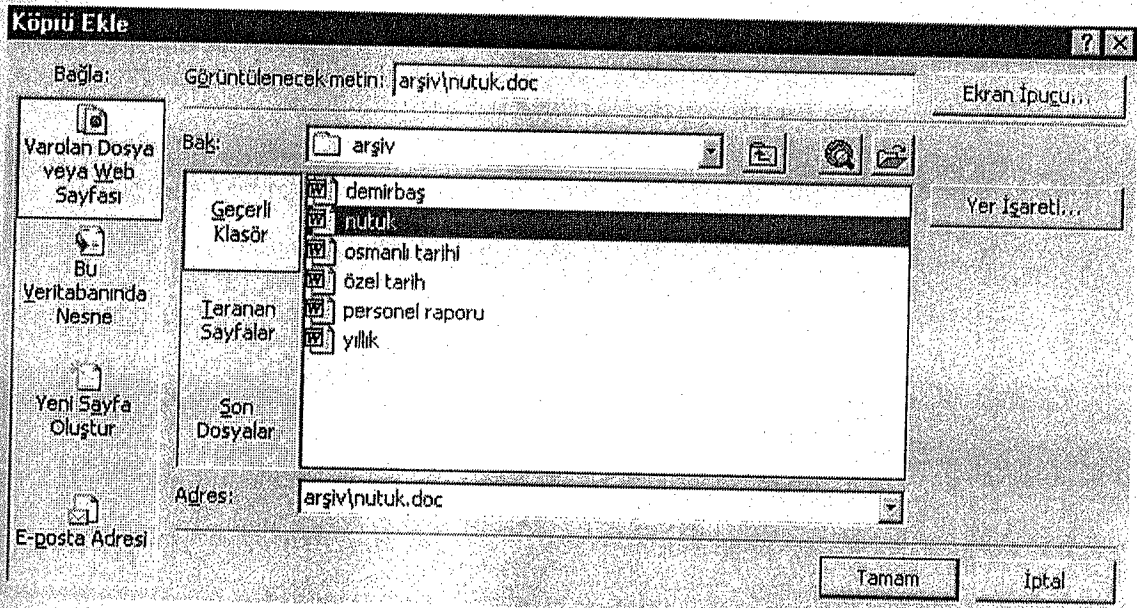 Köprü Ekle
Bağla:
Görüntülenecek metin: arşiv\nutuk.doc
Ekran İpucu...
Varolan Dosya
veya Web
Sayfası
Bu
Veritabanında
Nesne
Yeni Sayfa
Oluştur
E-posta Adresi
Bak:
arşiv
Geçerli
Klasör
Taranan
Sayfalar
Son
Dosyalar
demirbaş
nutuk
osmanlı tarihi
özel tarih
personel raporu
yıllık
Yer İşareti...
Adres: arşiv\nutuk.doc
Tamam
İptal